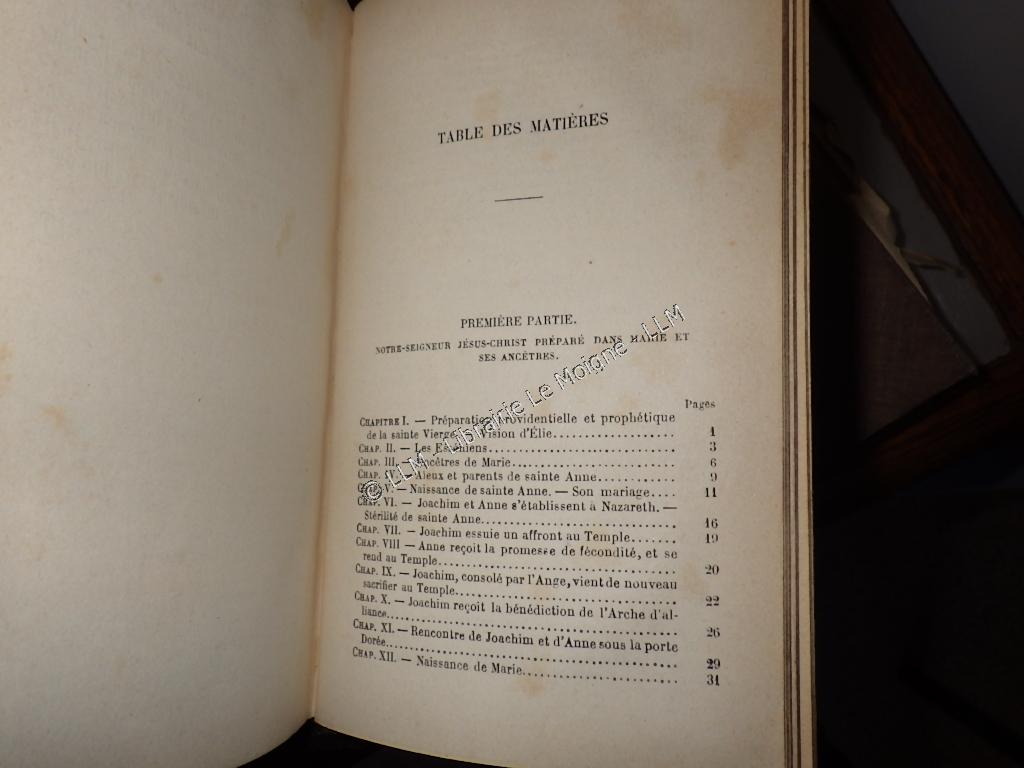 TABLE DES MATIÈRES
PREMIÈRE PARTIE.
NOTRE-SEIGNEUR JÉSUS-CHRIST PRÉPARÉ DANS MARIE ET
SES ANCÊTRES.
Pages
CHAPITRE I. — Préparation providentielle et prophétique
de la sainte Vierge. Vision d'Élie................... 1
CHAP. II. — Les Esséniens........................... 3
CHAP. III. — Ancêtres de Marie....................... 6
CHAP. IV. — Aïeux et parents de sainte Anne............ 9
CHAP. V. — Naissance de sainte Anne. — Son mariage.... 11
CHAP. VI. — Joachim et Anne s'établissent à Nazareth. —
Stérilité de sainte Anne............................ 16
CHAP. VII. — Joachim essuie un affront au Temple....... 19
CHAP. VIII — Anne reçoit la promesse de fécondité, et se
rend au Temple.................................. 20
CHAP. IX. — Joachim, consolé par l'Ange, vient de nouveau
sacrifier au Temple................................ 22
CHAP. X. — Joachim reçoit la bénédiction de l'Arche d'al-
liance.......................................... 26
CHAP. XI. — Rencontre de Joachim et d'Anne sous la porte
Dorée.......................................... 29
CHAP. XII. — Naissance de Marie....................... 31
© LLM - Librairie Le Moigne - LLM